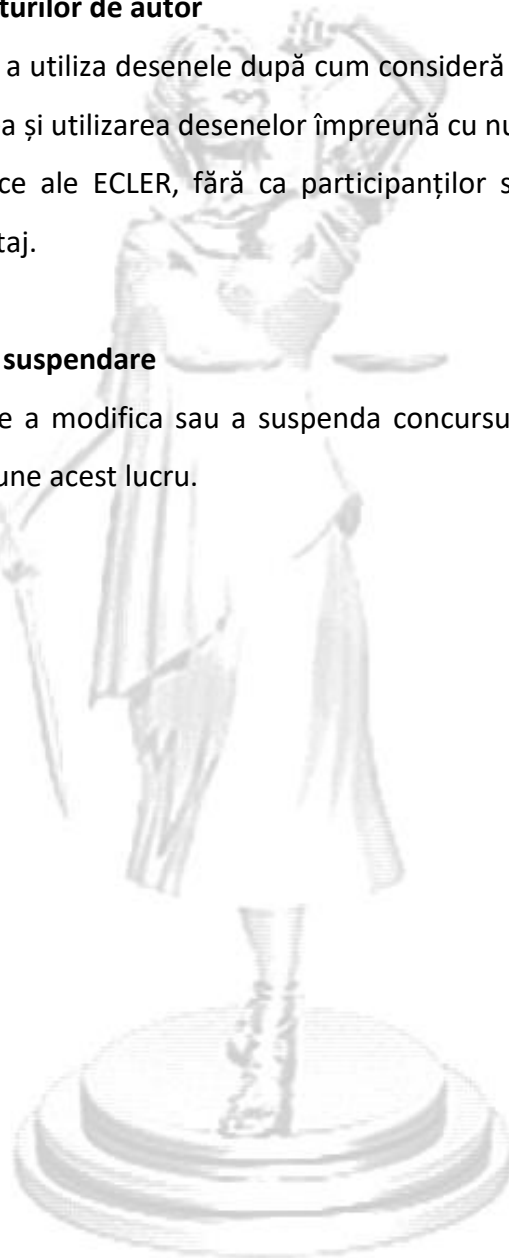 turilor de autor
a utiliza desenele după cum consideră
a și utilizarea desenelor împreună cu nu
ce ale ECLER, fără ca participanților s
taj.
suspendare
e a modifica sau a suspenda concursu
une acest lucru.